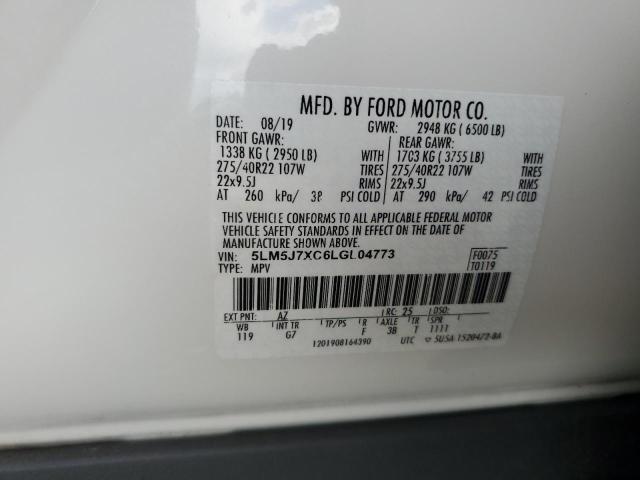 MFD. BY FORD MOTOR CO.
DATE: 08/19 GVWR: 2948 KG ( 6500 LB)
FRONT GAWR: REAR GAWR:
1338 KG ( 2950 LB) WITH 1703 KG ( 3755 LB) WITH
275/40R22 107W TIRES 275/40R22 107W TIRES
22x9.5J RIMS 22x9.5J RIMS
AT 260 kPa/ 38 PSI COLD AT 290 kPa/ 42 PSI COLD
THIS VEHICLE CONFORMS TO ALL APPLICABLE FEDERAL MOTOR
VEHICLE SAFETY STANDARDS IN EFFECT ON THE DATE OF
MANUFACTURE SHOWN ABOVE.
VIN: 5LM5J7XC6LGL04773 F0075
TYPE: MPV T0119
EXT PNT: AZ RC: 25 DSO:
WB INT TR TP/PS R AXLE TR SPR
119 G7 F 3B T 1111
1201908164390 UTC 5U5A-1520472-BA